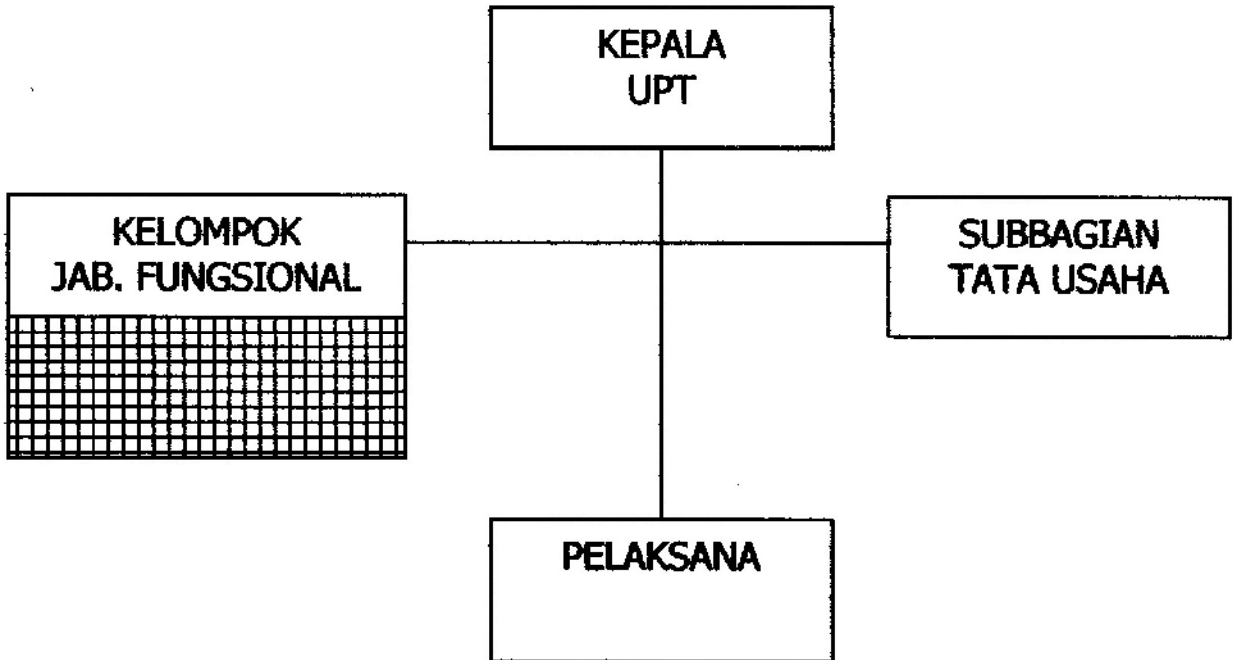 KEPALA
UPT
KELOMPOK
JAB. FUNGSIONAL
SUBBAGIAN
TATA USAHA
PELAKSANA